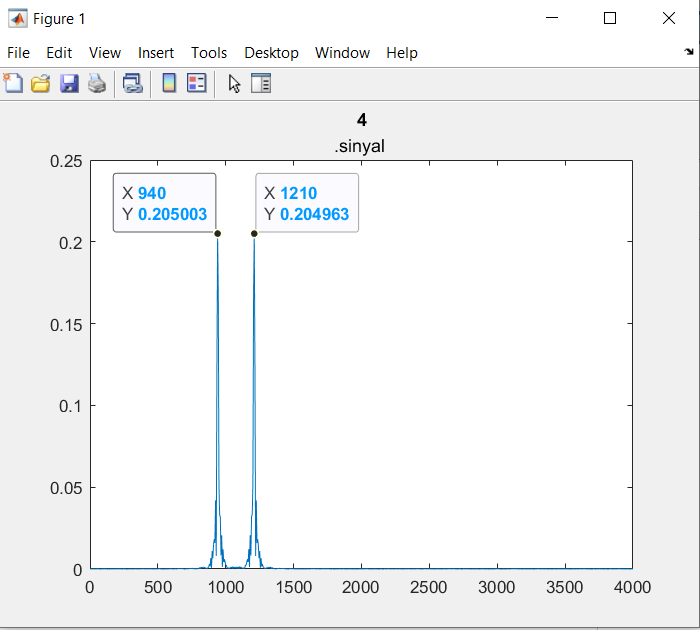 Figure 1
File Edit View Insert Tools Desktop Window Help
4
.sinyal
0.25
X 940
Y 0.205003
X 1210
Y 0.204963
0.2
0.15
0.1
0.05
0
0 500 1000 1500 2000 2500 3000 3500 4000